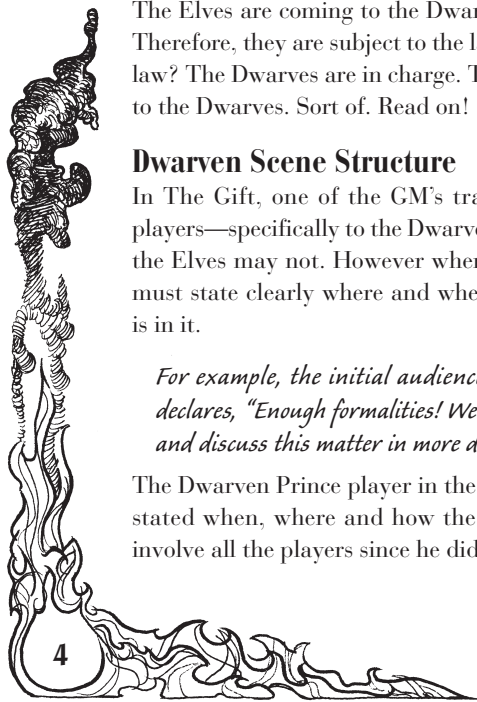 The Elves are coming to the Dwar
Therefore, they are subject to the l
law? The Dwarves are in charge. T
to the Dwarves. Sort of. Read on!
Dwarven Scene Structure
In The Gift, one of the GM’s tra
players—specifically to the Dwarve
the Elves may not. However when
must state clearly where and whe
is in it.
For example, the initial audienc
declares, “Enough formalities! We
and discuss this matter in more d
The Dwarven Prince player in the
stated when, where and how the
involve all the players since he did
4